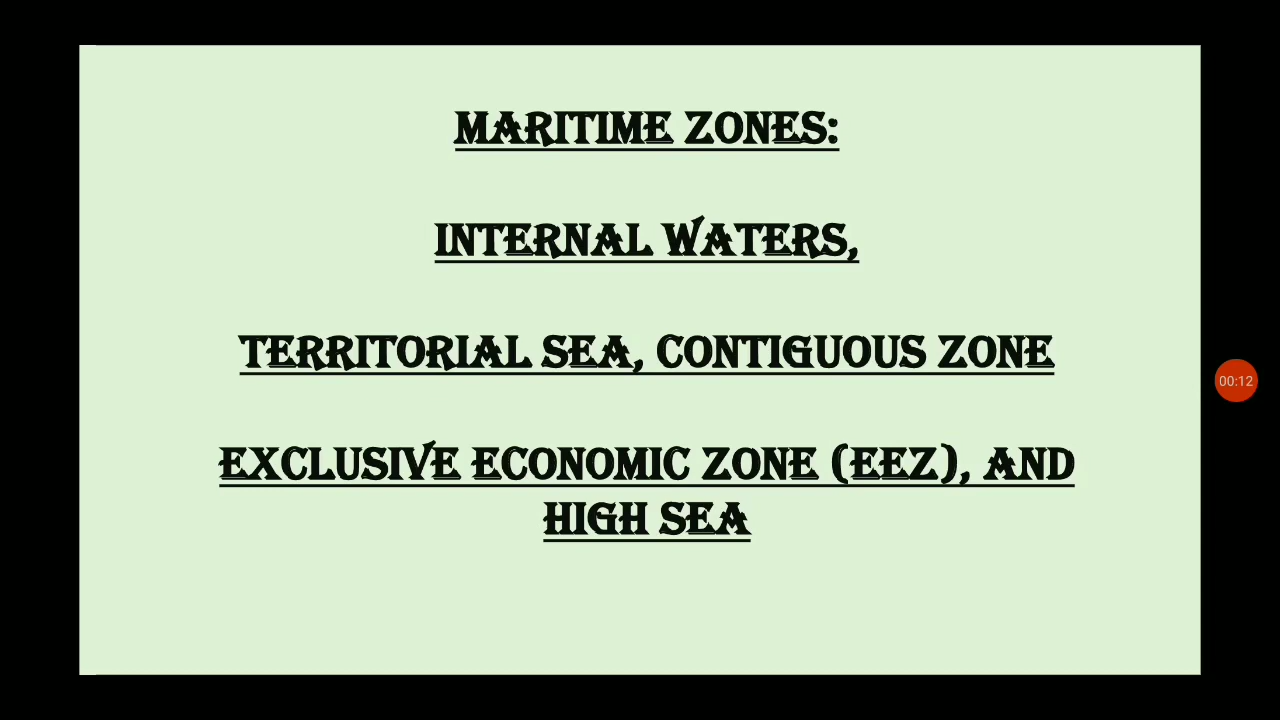 MARITIME ZONES:
INTERNAL WATERS,
TERRITORIAL SEA, CONTIGUOUS ZONE
EXCLUSIVE ECONOMIC ZONE (EEZ), AND
HIGH SEA
00:12